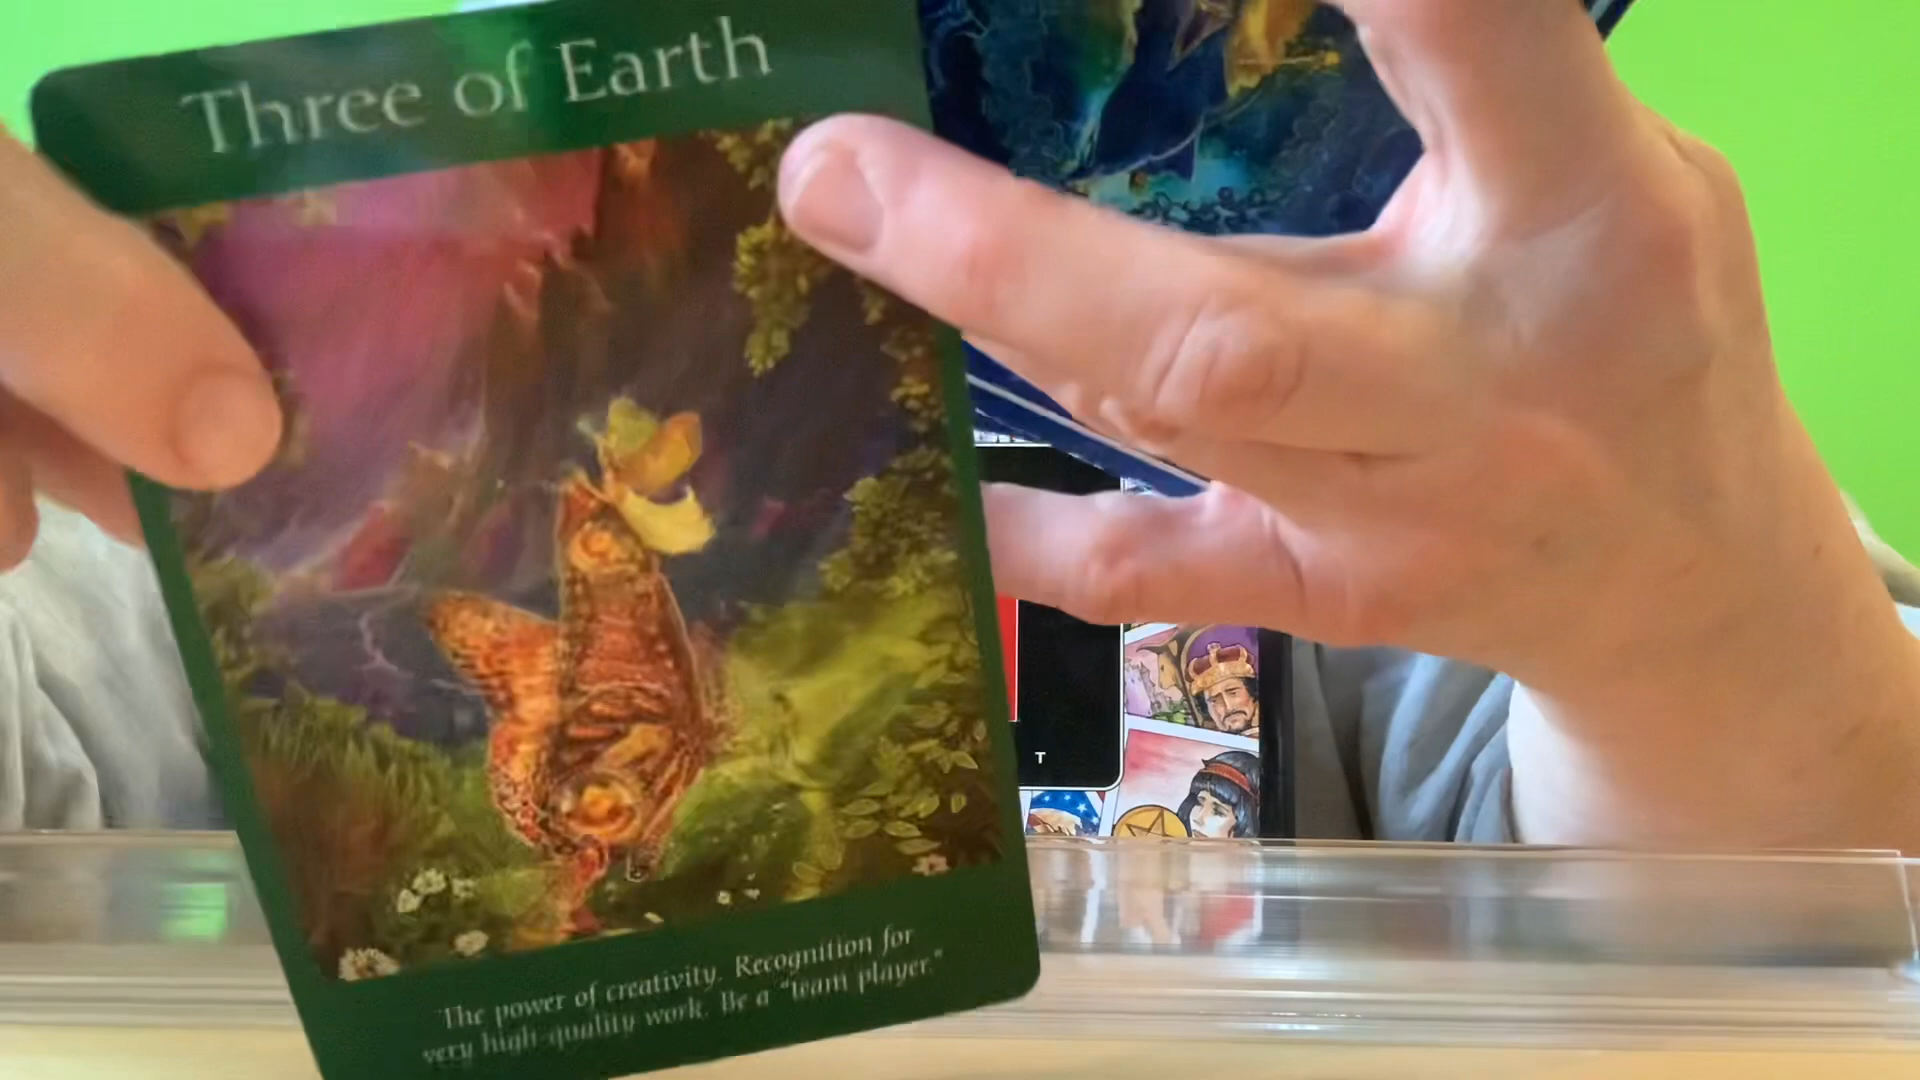 Three of Earth
The power of creativity. Recognition for
very high-quality work. Be a "team player."
T